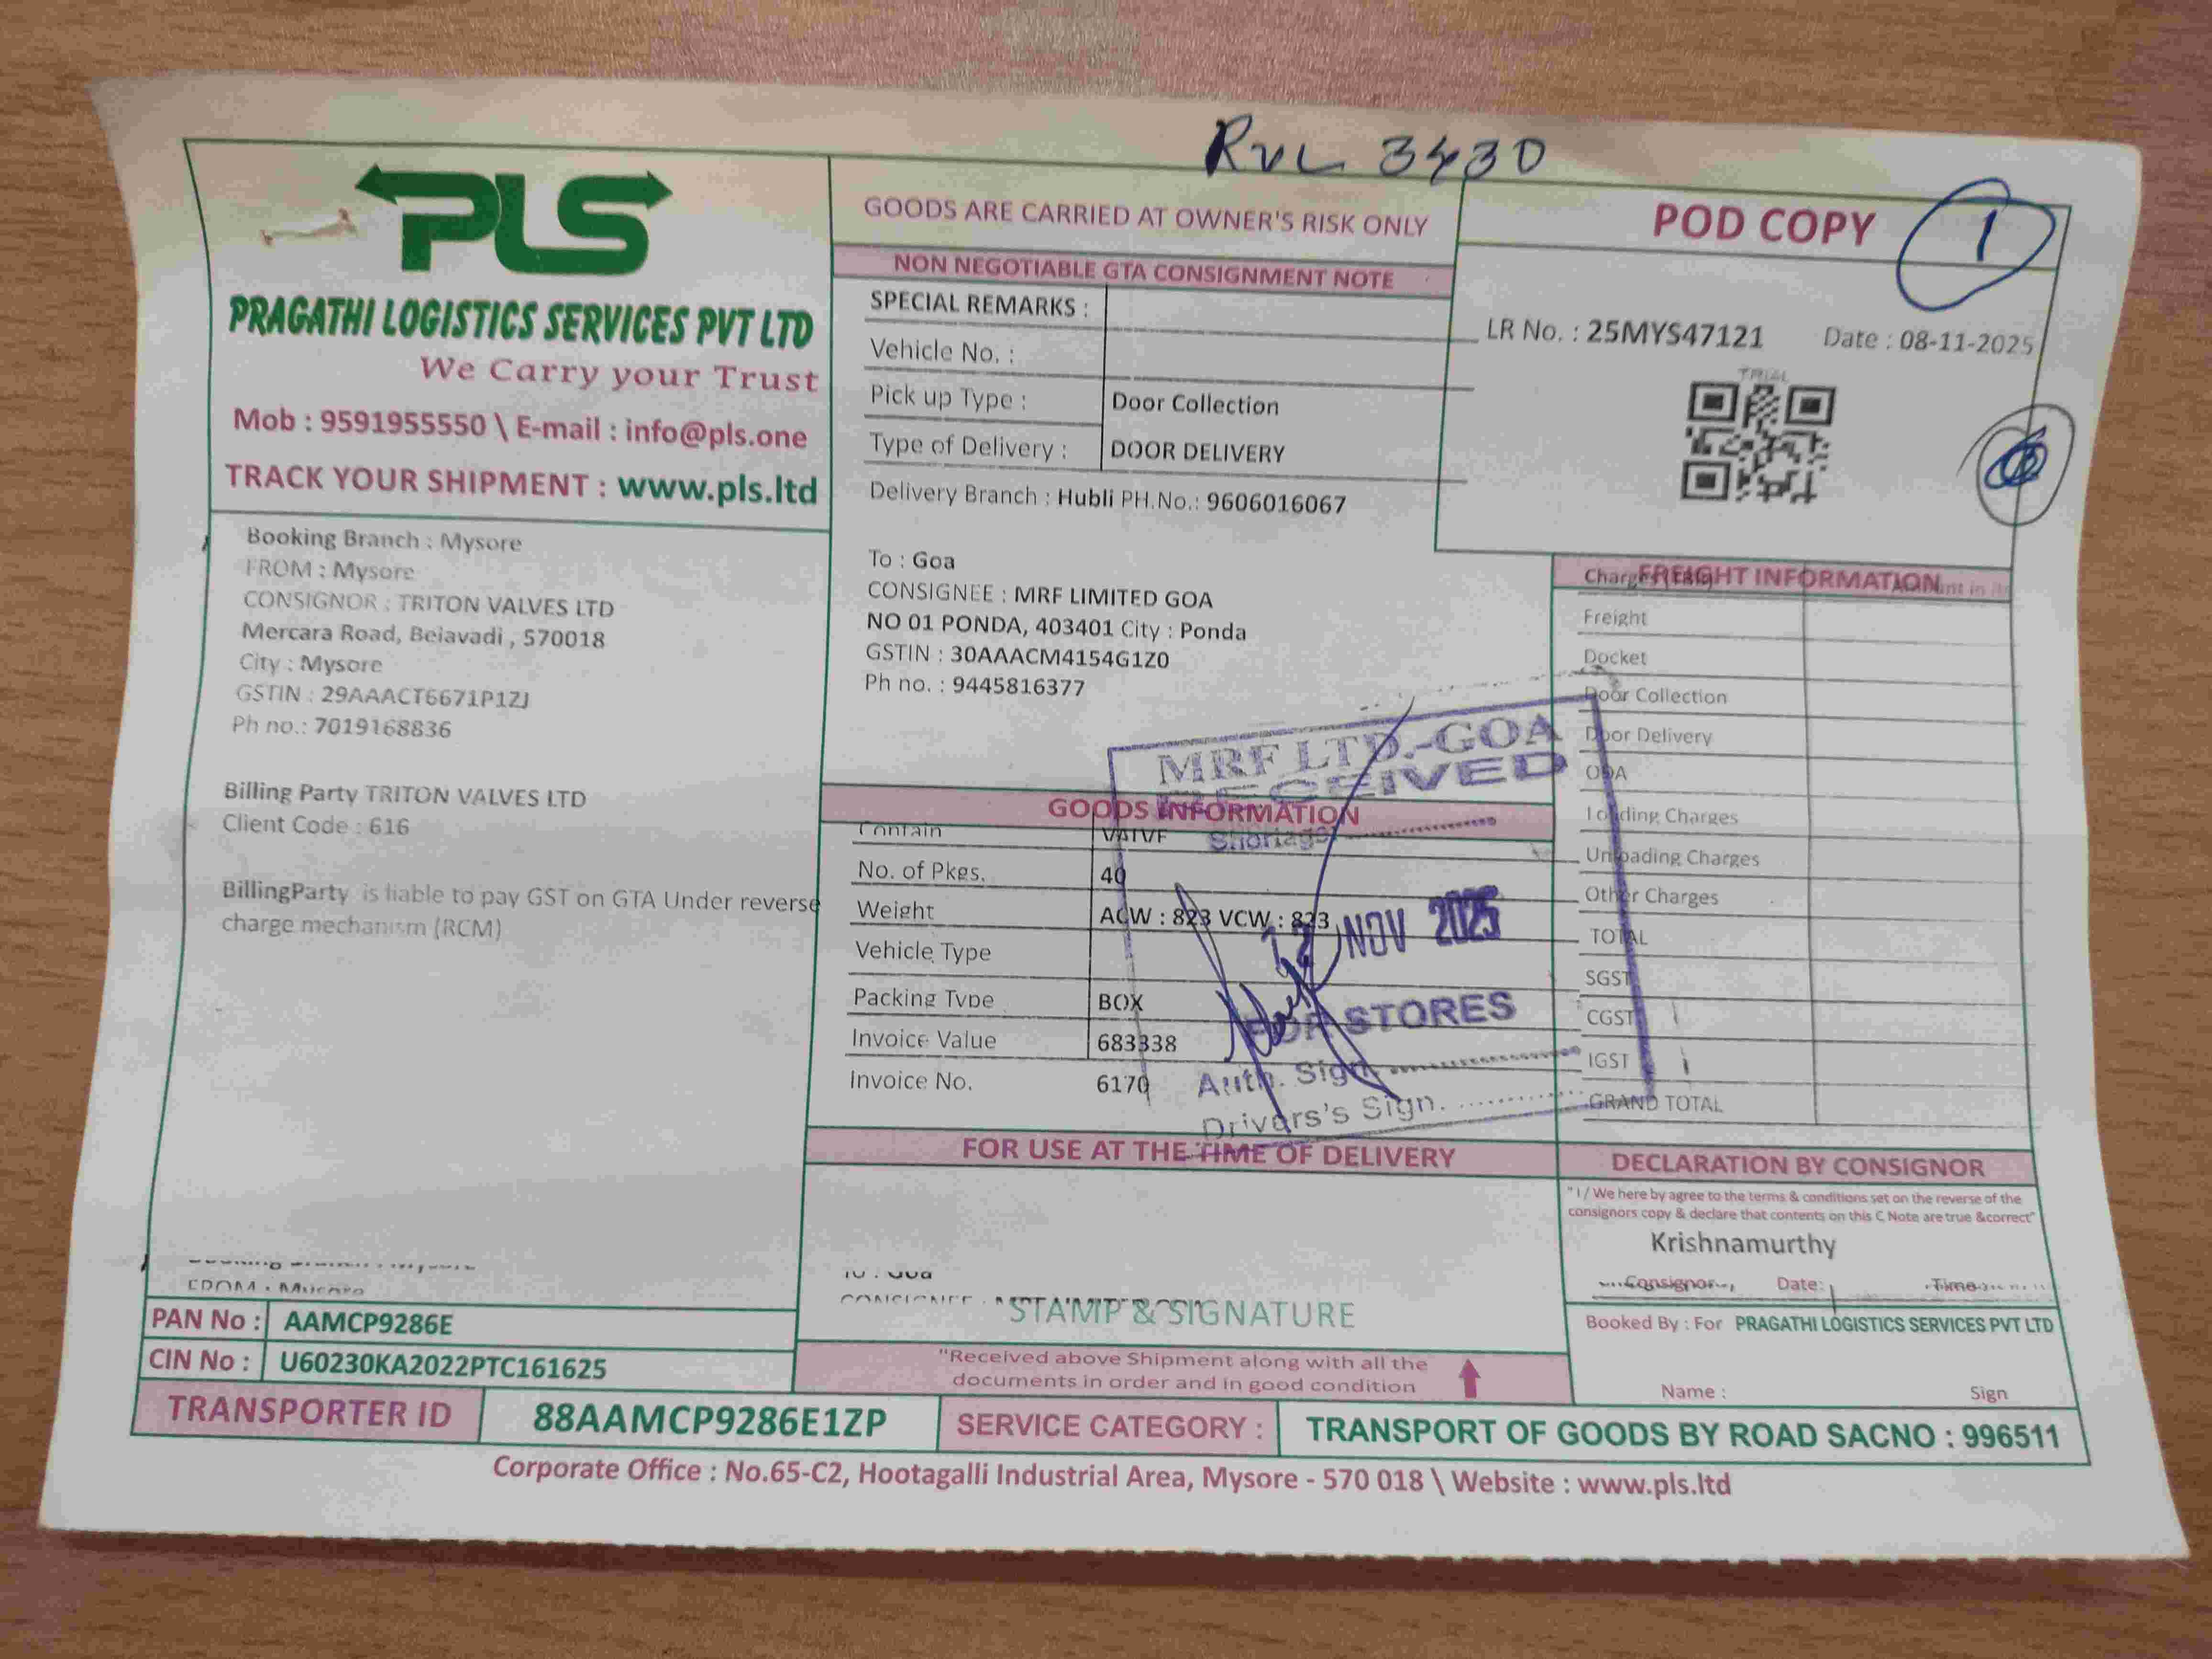 RVL 3430
PLS
PRAGATHI LOGISTICS SERVICES PVT LTD
We Carry your Trust
Mob : 9591955550 \ E-mail : info@pls.one
TRACK YOUR SHIPMENT : www.pls.ltd
GOODS ARE CARRIED AT OWNER'S RISK ONLY
NON NEGOTIABLE GTA CONSIGNMENT NOTE
SPECIAL REMARKS :
Vehicle No. :
Pick up Type : Door Collection
Type of Delivery : DOOR DELIVERY
Delivery Branch : Hubli PH.No.: 9606016067
POD COPY 1
LR No. : 25MYS47121 Date : 08-11-2025
TRIAL
Booking Branch : Mysore
FROM : Mysore
CONSIGNOR : TRITON VALVES LTD
Mercara Road, Belavadi , 570018
City : Mysore
GSTIN : 29AAACT6671P1ZJ
Ph no.: 7019168836
Billing Party TRITON VALVES LTD
Client Code : 616
BillingParty is liable to pay GST on GTA Under reverse
charge mechanism (RCM)
To : Goa
CONSIGNEE : MRF LIMITED GOA
NO 01 PONDA, 403401 City : Ponda
GSTIN : 30AAACM4154G1Z0
Ph no. : 9445816377
MRF LTD.-GOA
RECEIVED
Shortage
12 NOV 2025
FOR STORES
Auth. Sign.
Drivers's Sign.
GOODS INFORMATION
Contain VALVE
No. of Pkgs. 40
Weight ACW : 823 VCW : 823
Vehicle Type
Packing Type BOX
Invoice Value 683338
Invoice No. 6170
FREIGHT INFORMATION
Freight
Docket
Door Collection
Door Delivery
ODA
Loading Charges
Unloading Charges
Other Charges
TOTAL
SGST
CGST
IGST
GRAND TOTAL
FOR USE AT THE TIME OF DELIVERY
To : Goa
STAMP & SIGNATURE
"Received above Shipment along with all the
documents in order and in good condition
DECLARATION BY CONSIGNOR
"I / We here by agree to the terms & conditions set on the reverse of the
consignors copy & declare that contents on this C Note are true &correct"
Krishnamurthy
Consignor Date: Time
Booked By : For PRAGATHI LOGISTICS SERVICES PVT LTD
Name : Sign
FROM : Mysore
PAN No : AAMCP9286E
CIN No : U60230KA2022PTC161625
TRANSPORTER ID 88AAMCP9286E1ZP SERVICE CATEGORY : TRANSPORT OF GOODS BY ROAD SACNO : 996511
Corporate Office : No.65-C2, Hootagalli Industrial Area, Mysore - 570 018 \ Website : www.pls.ltd